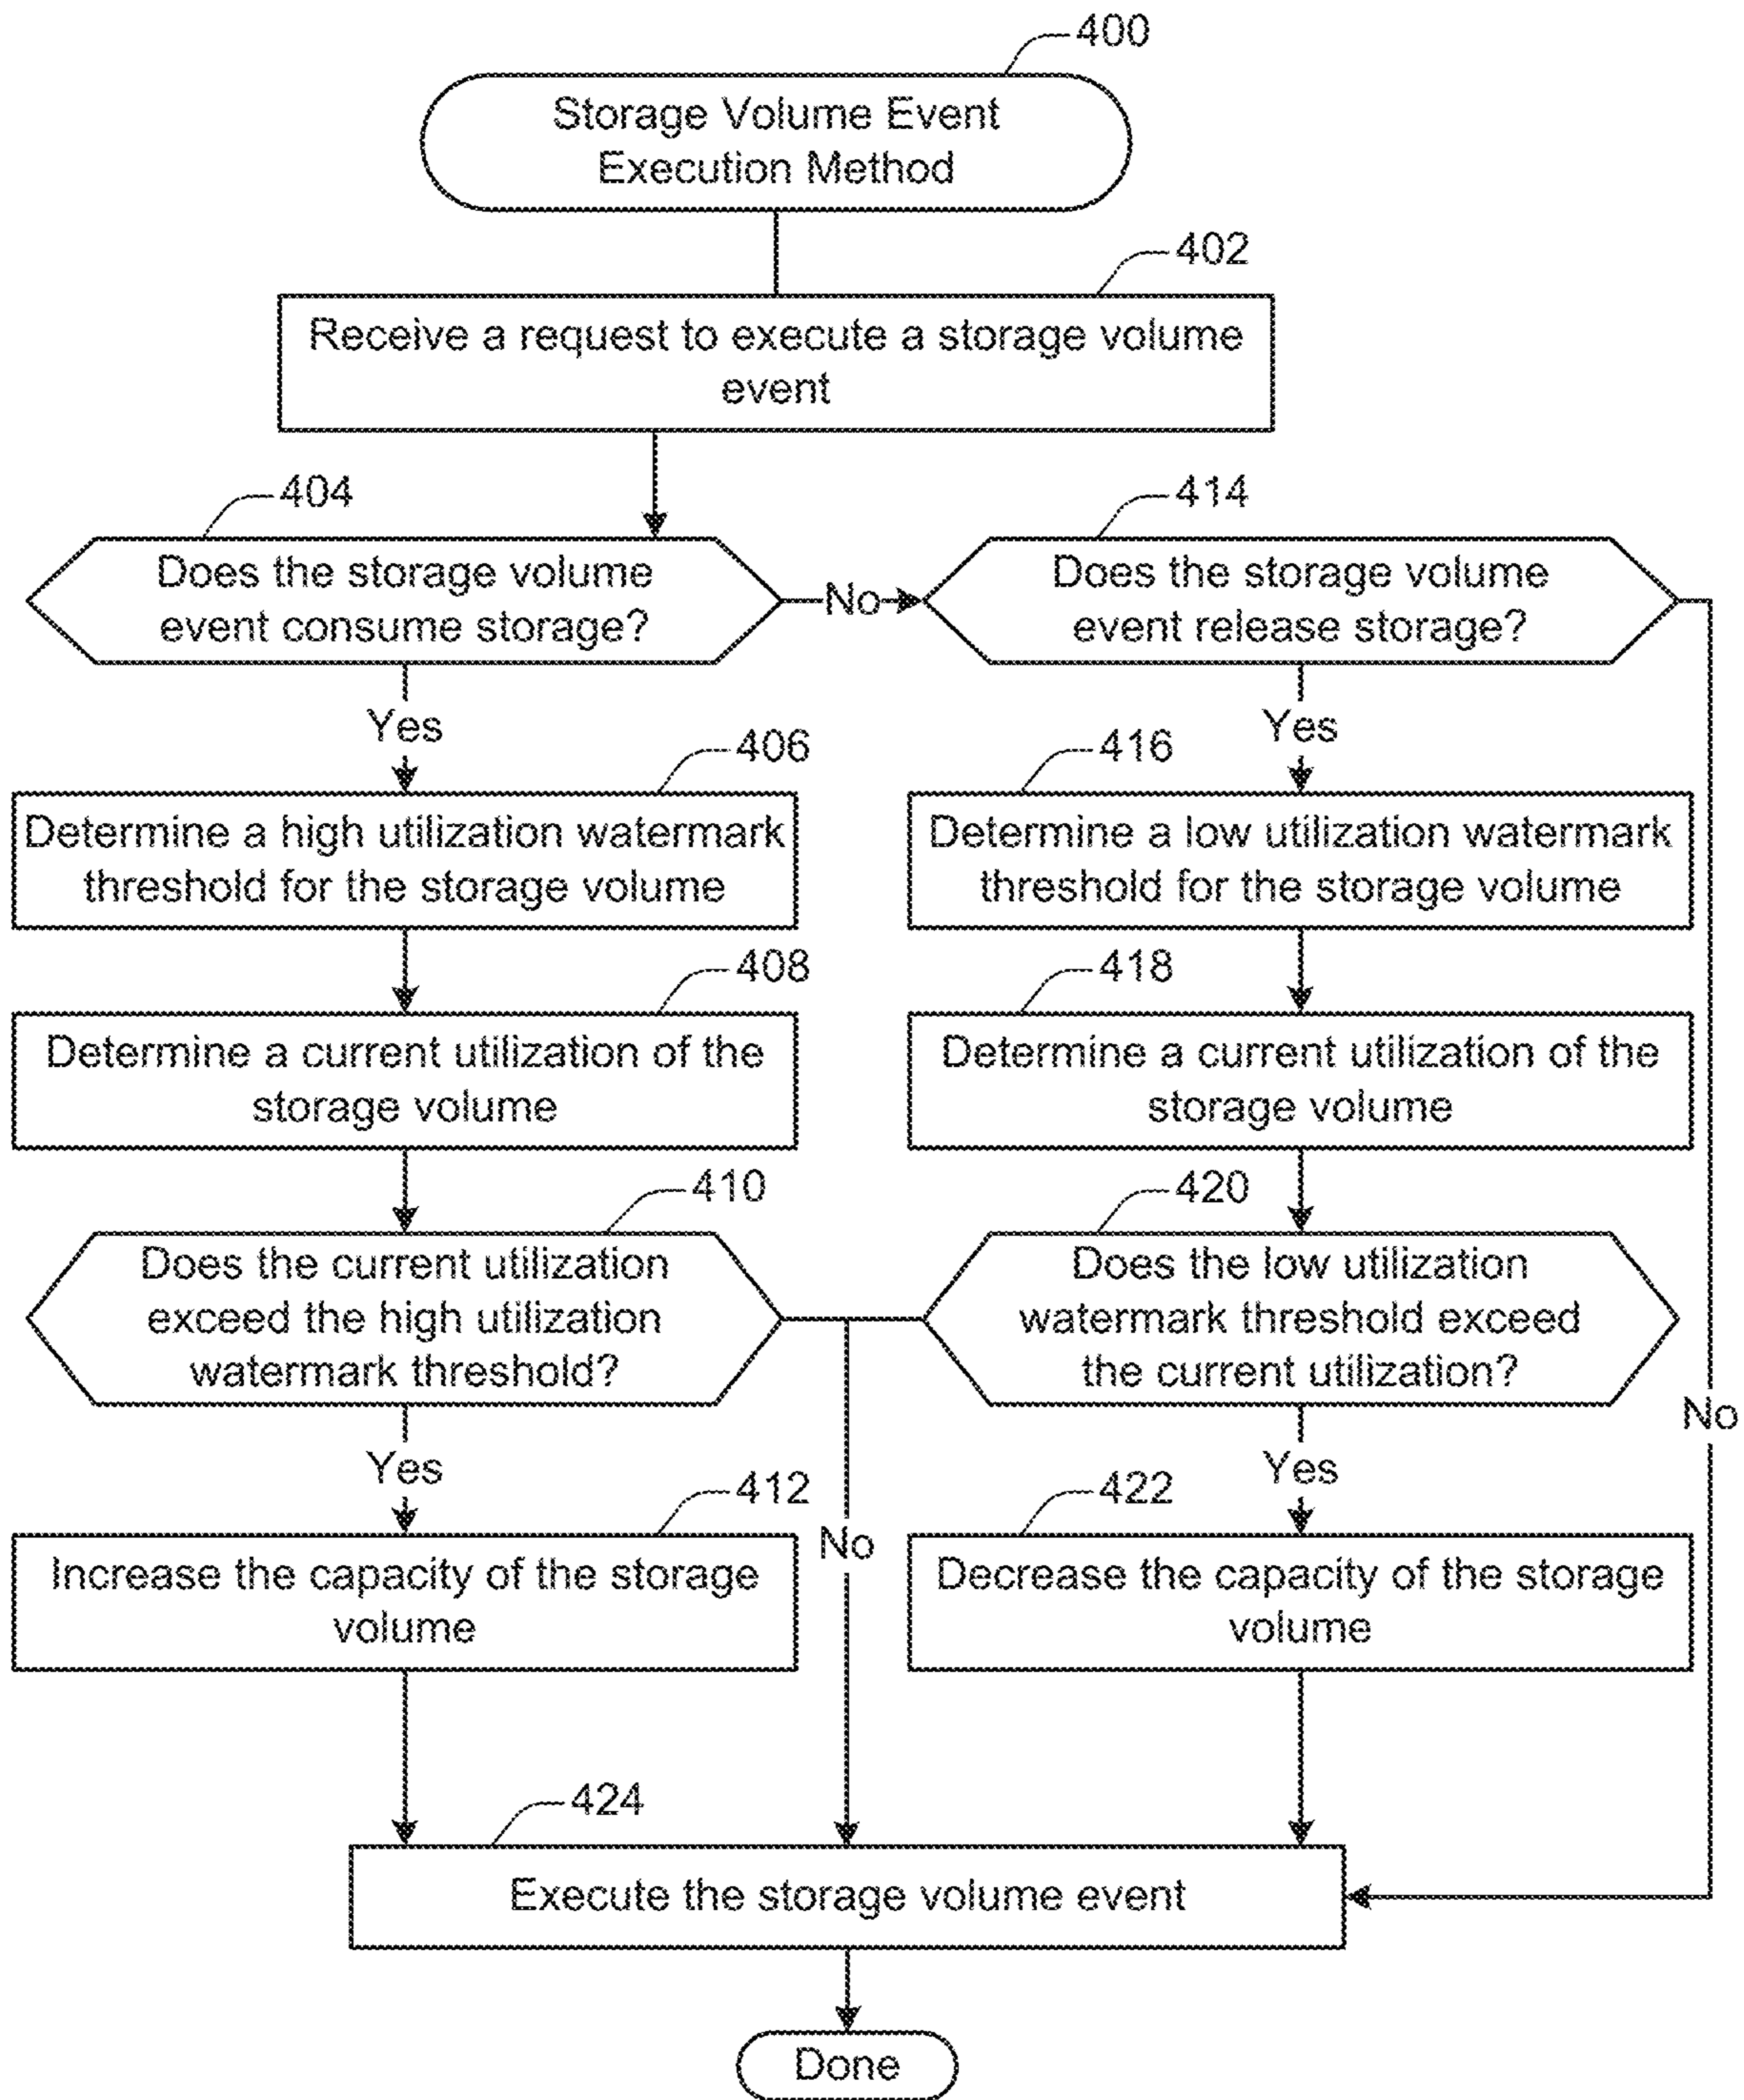 400
Storage Volume Event
Execution Method
402
Receive a request to execute a storage volume
event
404
Does the storage volume
event consume storage?
No
414
Does the storage volume
event release storage?
Yes
Yes
406
Determine a high utilization watermark
threshold for the storage volume
416
Determine a low utilization watermark
threshold for the storage volume
408
Determine a current utilization of the
storage volume
418
Determine a current utilization of the
storage volume
410
Does the current utilization
exceed the high utilization
watermark threshold?
420
Does the low utilization
watermark threshold exceed
the current utilization?
No
Yes
Yes
412
Increase the capacity of the storage
volume
No
422
Decrease the capacity of the storage
volume
424
Execute the storage volume event
Done